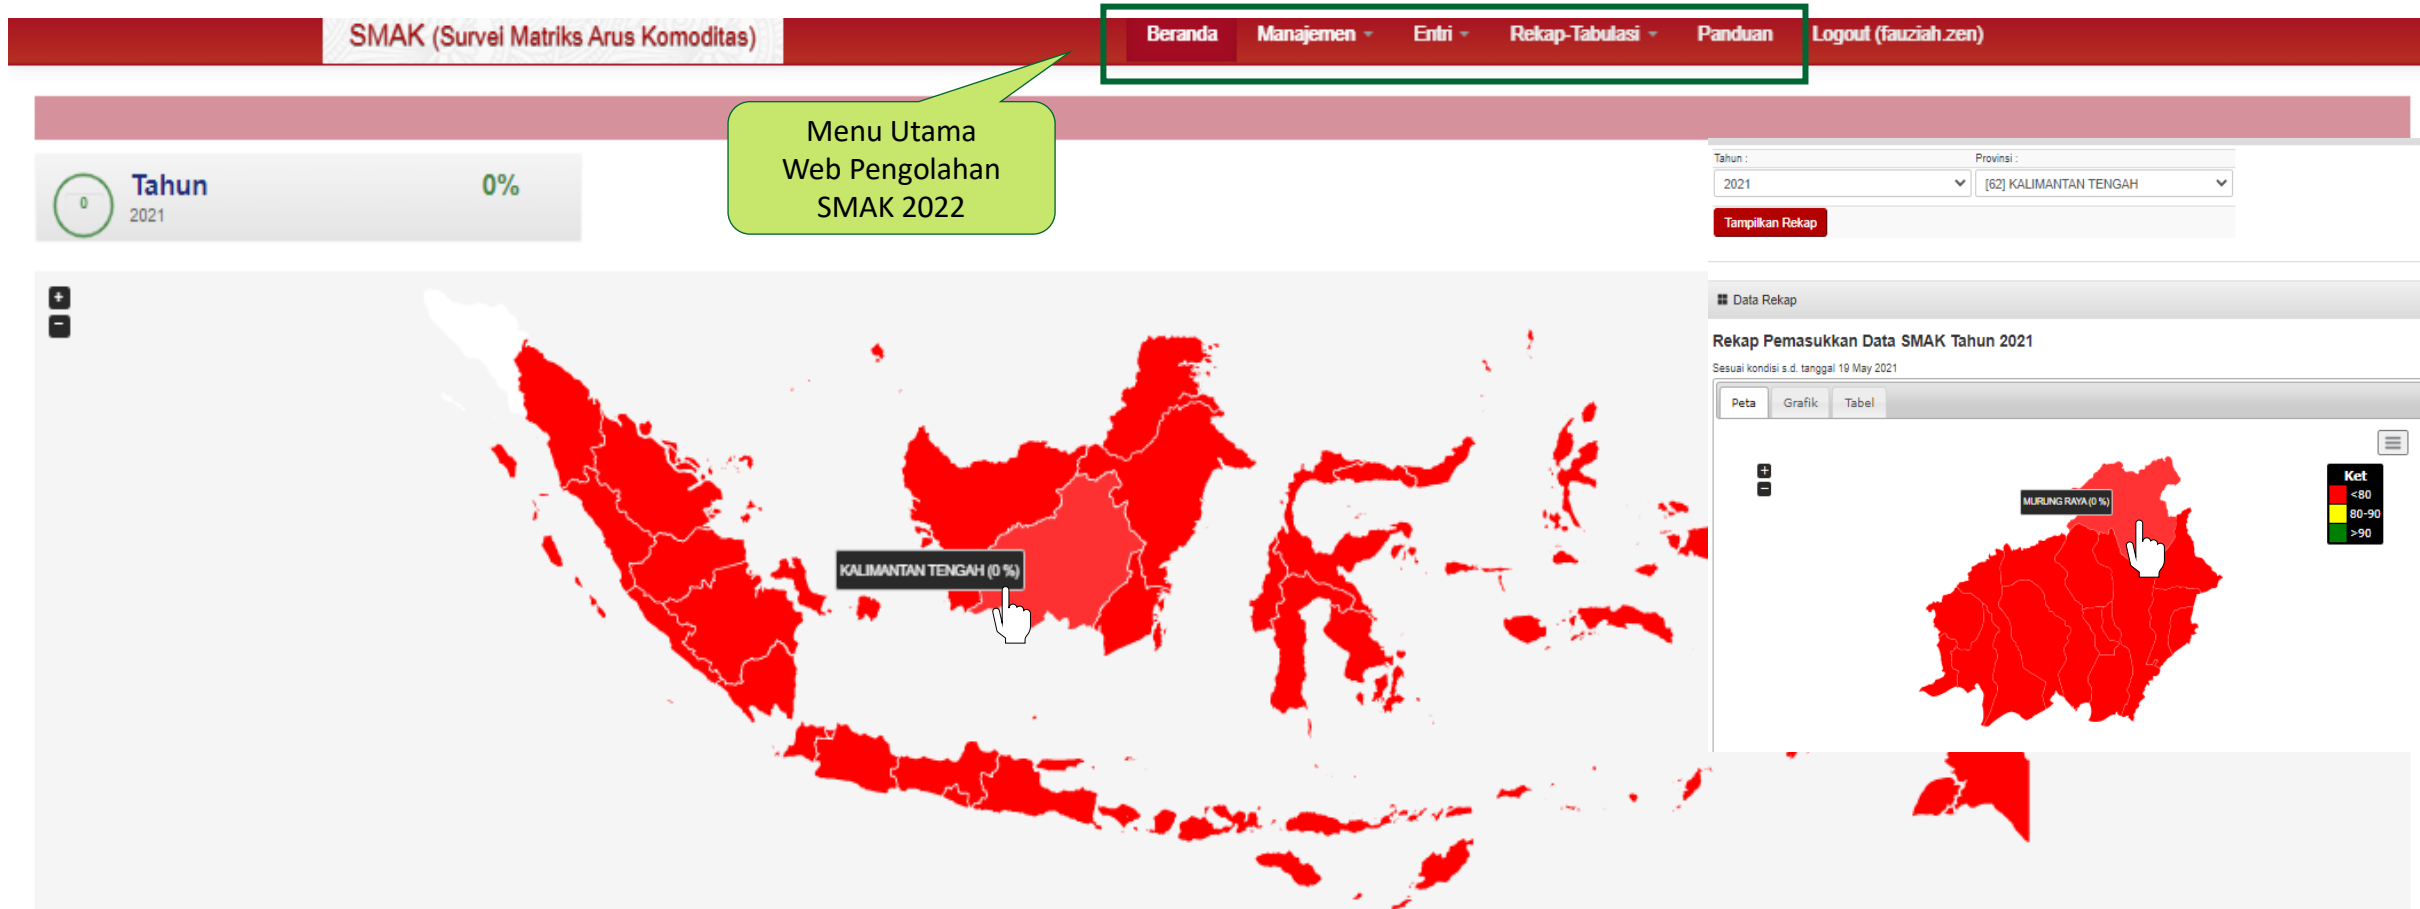 SMAK (Survei Matriks Arus Komoditas)
Beranda Manajemen Entri Rekap-Tabulasi Panduan Logout (fauziah.zen)
Menu Utama
Web Pengolahan
SMAK 2022
0
Tahun
2021
0%
Tahun :
Provinsi :
2021
[62] KALIMANTAN TENGAH
Tampilkan Rekap
+
-
Data Rekap
Rekap Pemasukkan Data SMAK Tahun 2021
Sesuai kondisi s.d. tanggal 19 May 2021
Peta Grafik Tabel
+
-
Ket
<80
80-90
>90
MURUNG RAYA (0 %)
KALIMANTAN TENGAH (0 %)